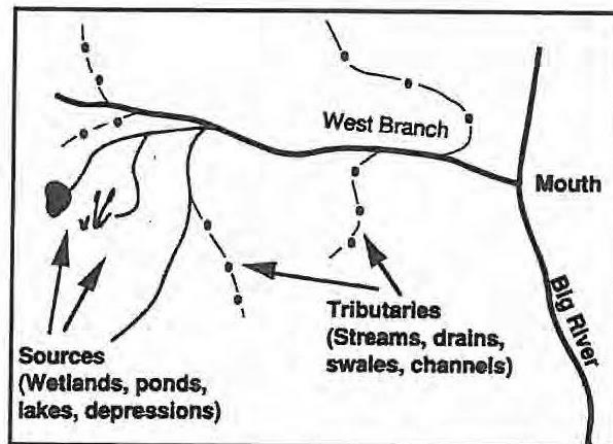 West Branch
Mouth
Big River
Tributaries
(Streams, drains,
swales, channels)
Sources
(Wetlands, ponds,
lakes, depressions)